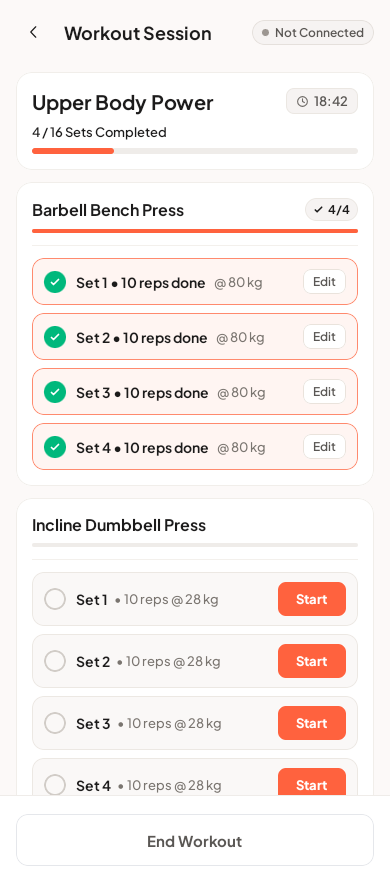 Workout Session Not Connected
Upper Body Power 18:42
4 / 16 Sets Completed
Barbell Bench Press 4/4
Set 1 • 10 reps done @ 80 kg Edit
Set 2 • 10 reps done @ 80 kg Edit
Set 3 • 10 reps done @ 80 kg Edit
Set 4 • 10 reps done @ 80 kg Edit
Incline Dumbbell Press
Set 1 • 10 reps @ 28 kg Start
Set 2 • 10 reps @ 28 kg Start
Set 3 • 10 reps @ 28 kg Start
Set 4 • 10 reps @ 28 kg Start
End Workout